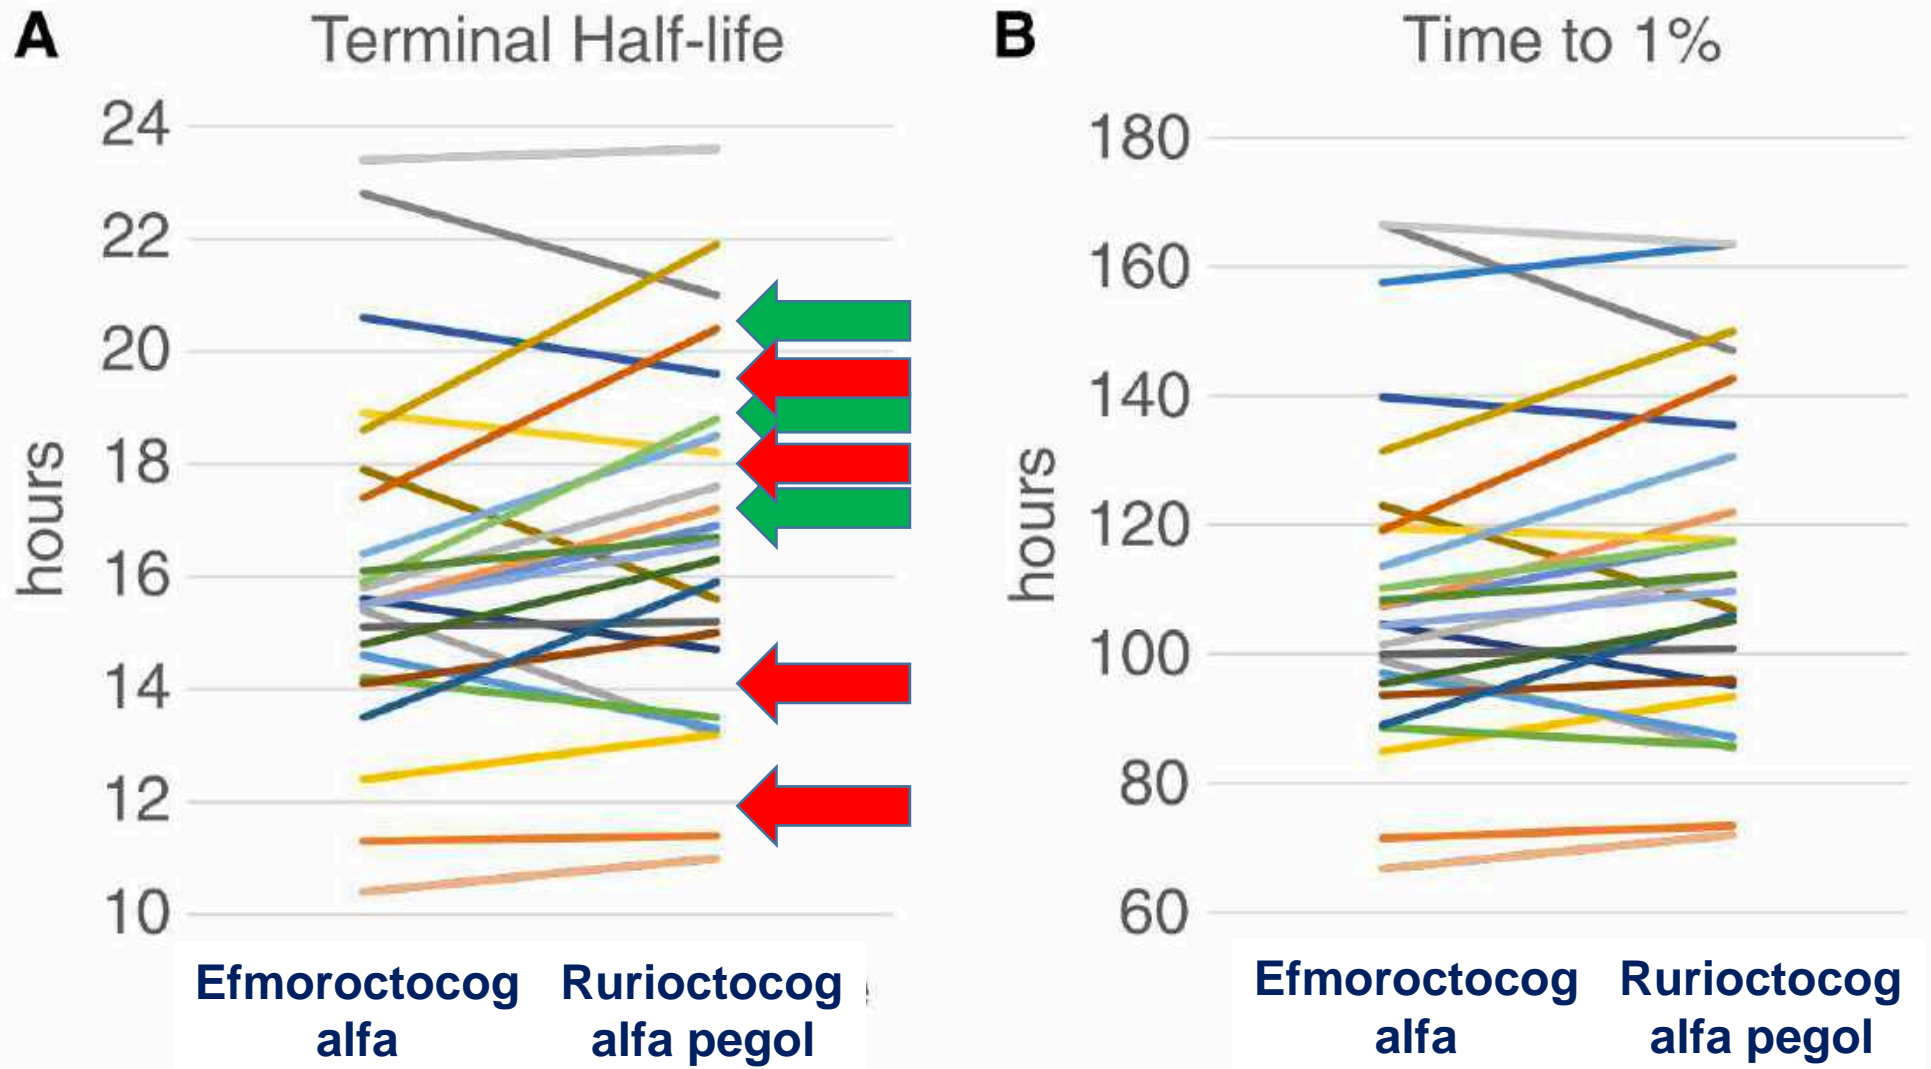 A
Terminal Half-life
24
22
20
18
16
14
12
10
hours
Efmoroctocog
alfa
Rurioctocog
alfa pegol
B
Time to 1%
180
160
140
120
100
80
60
hours
Efmoroctocog
alfa
Rurioctocog
alfa pegol